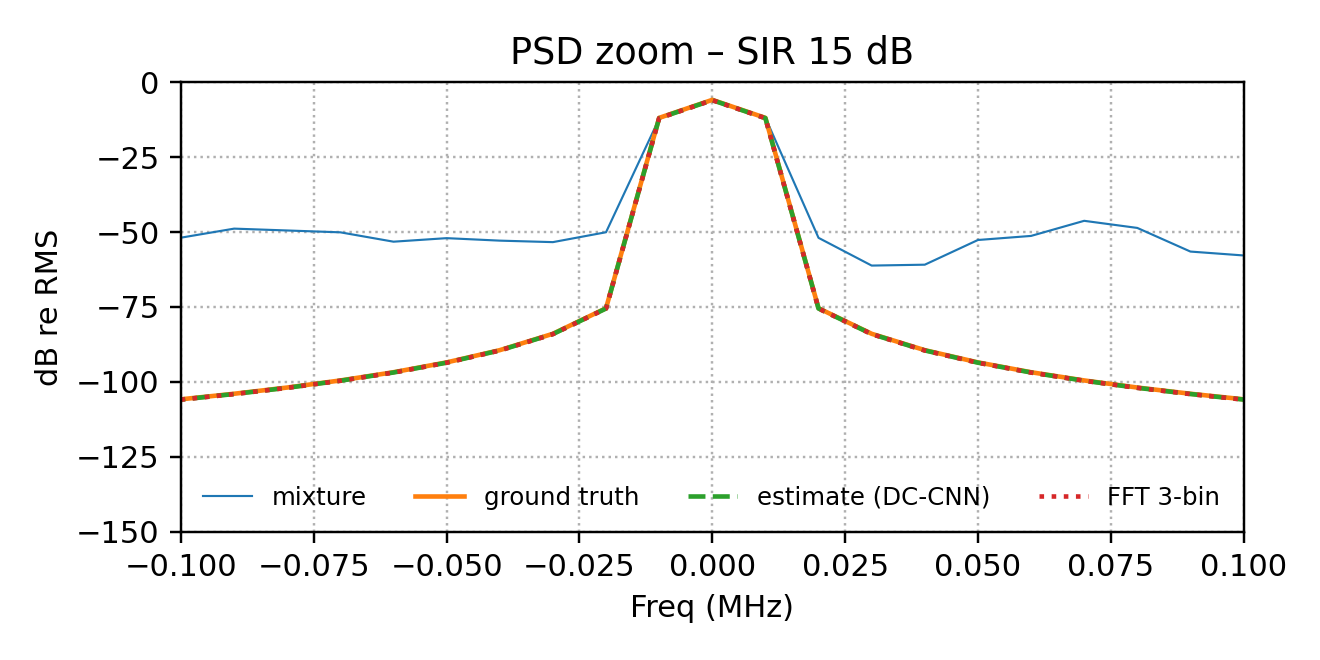 PSD zoom – SIR 15 dB
0
−25
−50
−75
−100
−125
−150
dB re RMS
mixture ground truth estimate (DC-CNN) FFT 3-bin
−0.100 −0.075 −0.050 −0.025 0.000 0.025 0.050 0.075 0.100
Freq (MHz)